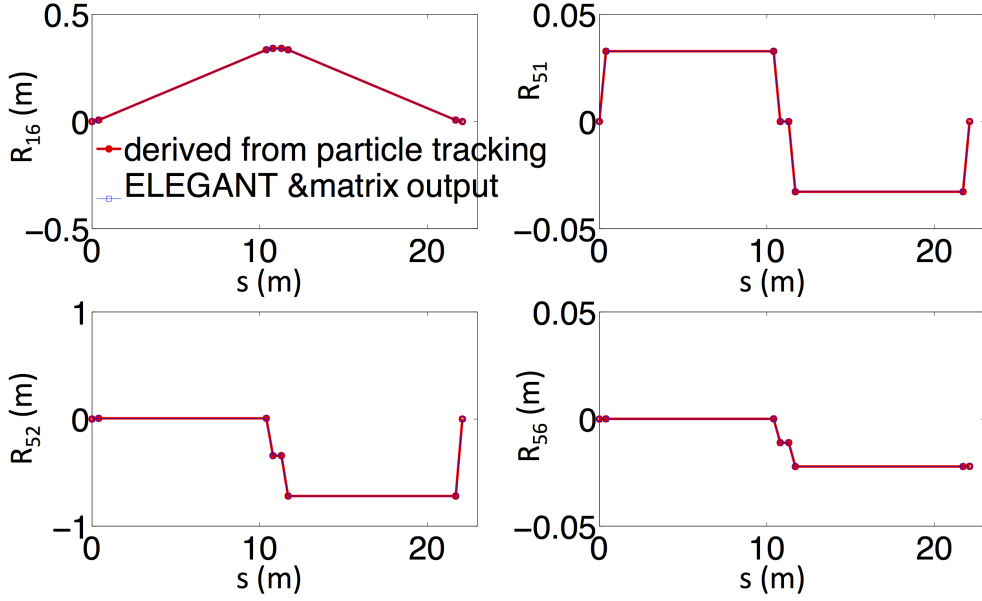 0.5
0
−0.5
R16 (m)
derived from particle tracking
ELEGANT &matrix output
0 10 20
s (m)
0.05
0
−0.05
R51
0 10 20
s (m)
1
0
−1
R52 (m)
0 10 20
s (m)
0.05
0
−0.05
R56 (m)
0 10 20
s (m)